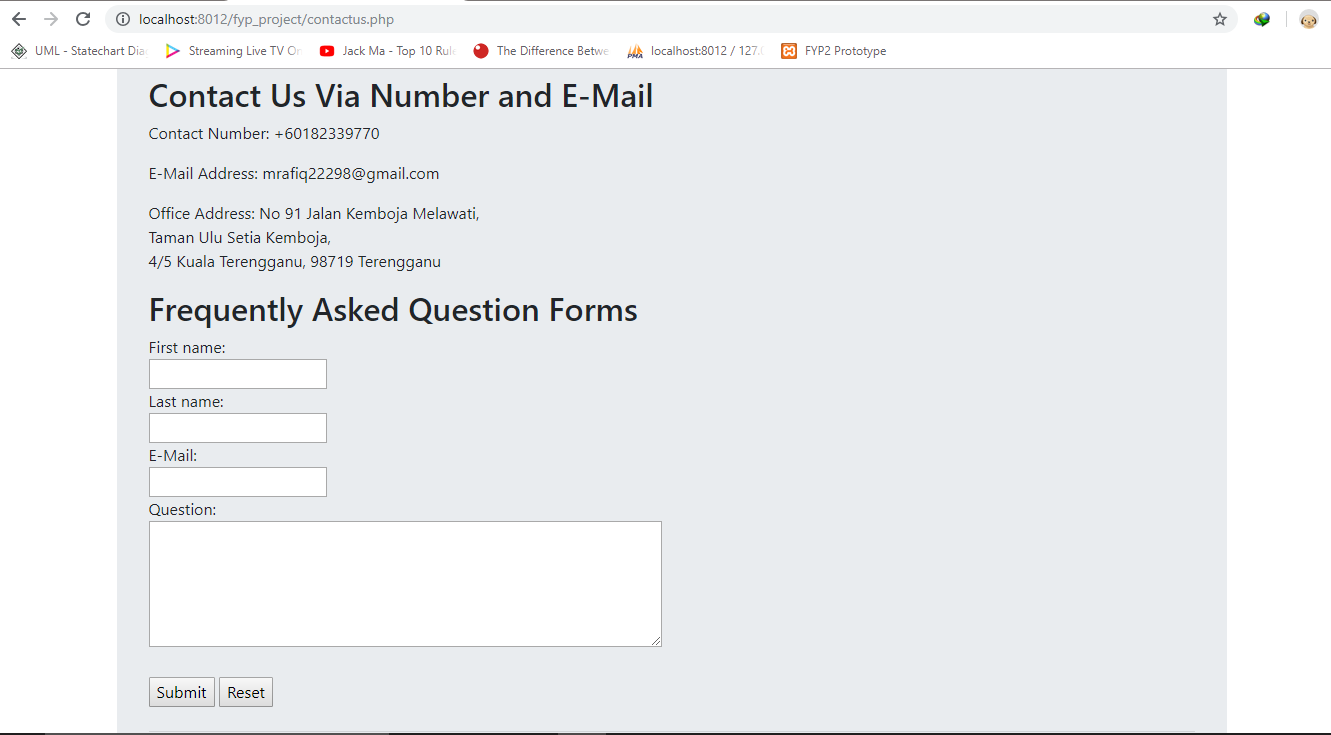 localhost:8012/fyp_project/contactus.php
UML - Statechart Dia
Streaming Live TV On
Jack Ma - Top 10 Rule
The Difference Betwe
PMA
localhost:8012 / 127.0
FYP2 Prototype
Contact Us Via Number and E-Mail
Contact Number: +60182339770
E-Mail Address: mrafiq22298@gmail.com
Office Address: No 91 Jalan Kemboja Melawati,
Taman Ulu Setia Kemboja,
4/5 Kuala Terengganu, 98719 Terengganu
Frequently Asked Question Forms
First name:
Last name:
E-Mail:
Question:
Submit Reset